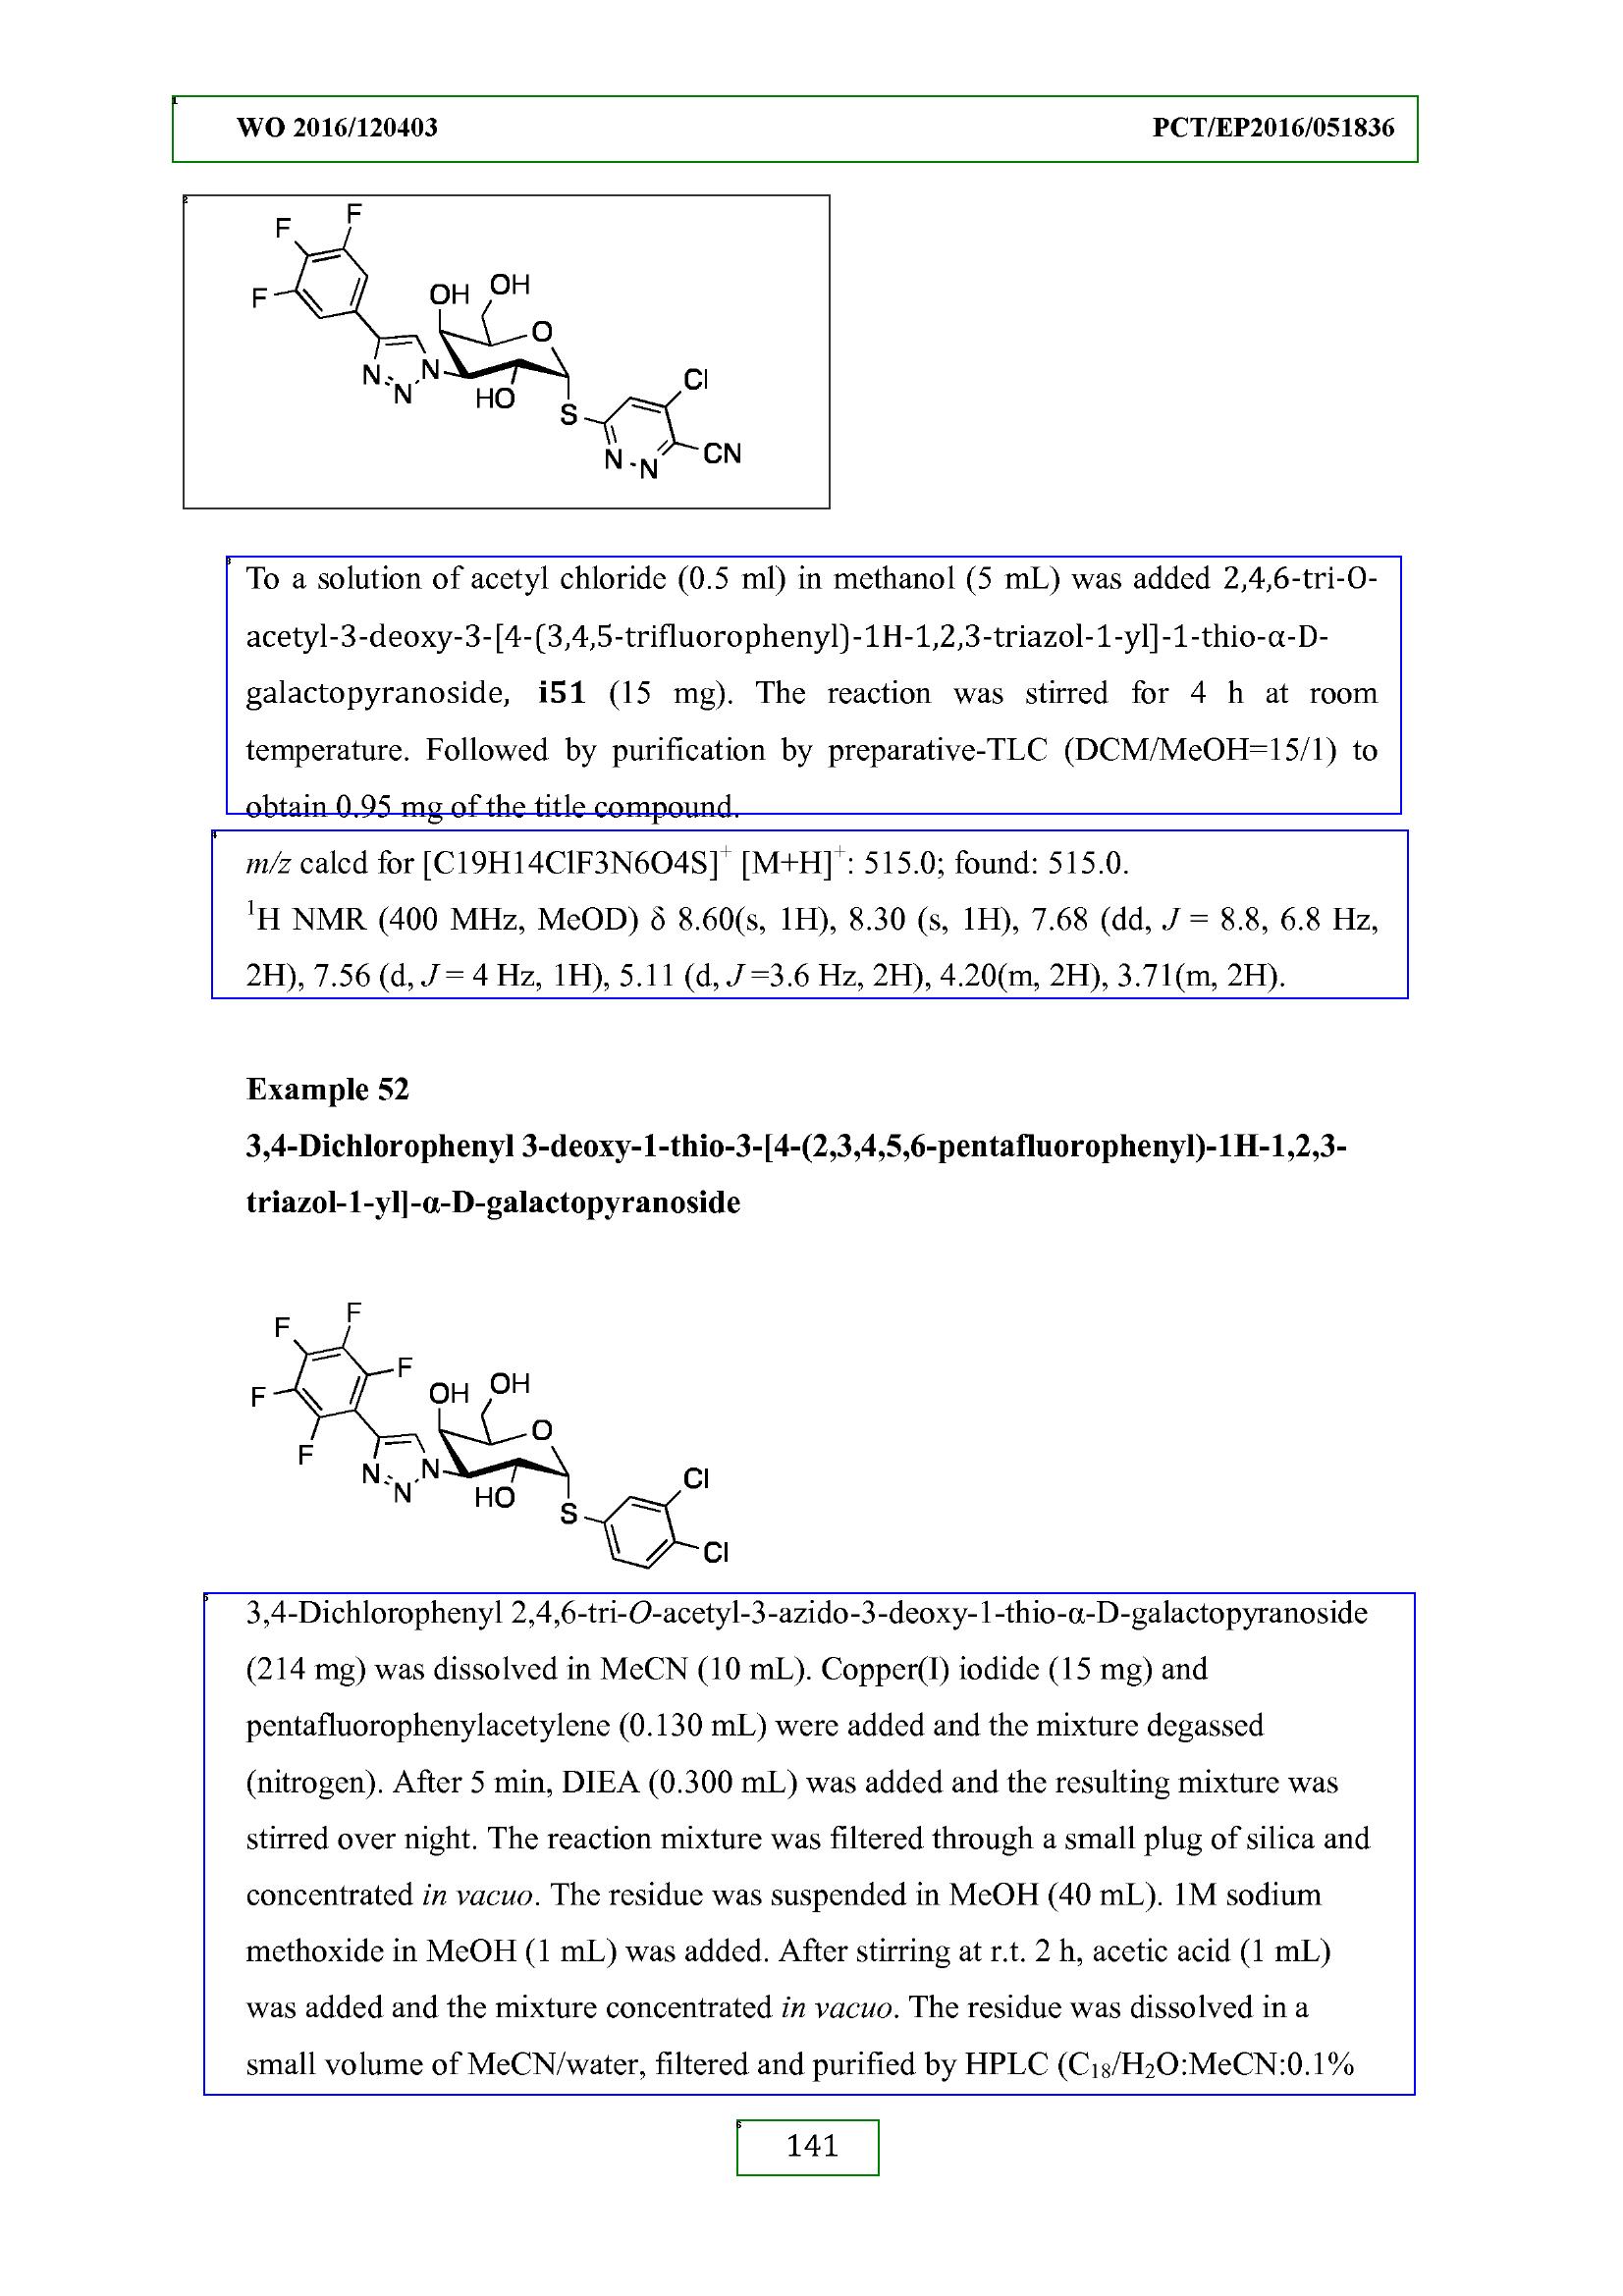 WO 2016/120403 PCT/EP2016/051836
F F
F OH OH
O
N N N HO Cl
S
N N CN
To a solution of acetyl chloride (0.5 ml) in methanol (5 mL) was added 2,4,6-tri-O-
acetyl-3-deoxy-3-[4-(3,4,5-trifluorophenyl)-1H-1,2,3-triazol-1-yl]-1-thio-α-D-
galactopyranoside, i51 (15 mg). The reaction was stirred for 4 h at room
temperature. Followed by purification by preparative-TLC (DCM/MeOH=15/1) to
obtain 0.95 mg of the title compound.
m/z calcd for [C19H14ClF3N6O4S]⁺ [M+H]⁺: 515.0; found: 515.0.
¹H NMR (400 MHz, MeOD) δ 8.60(s, 1H), 8.30 (s, 1H), 7.68 (dd, J = 8.8, 6.8 Hz,
2H), 7.56 (d, J = 4 Hz, 1H), 5.11 (d, J =3.6 Hz, 2H), 4.20(m, 2H), 3.71(m, 2H).
Example 52
3,4-Dichlorophenyl 3-deoxy-1-thio-3-[4-(2,3,4,5,6-pentafluorophenyl)-1H-1,2,3-
triazol-1-yl]-α-D-galactopyranoside
F F
F
F OH OH
O
F
N N N HO Cl
S
Cl
3,4-Dichlorophenyl 2,4,6-tri-O-acetyl-3-azido-3-deoxy-1-thio-α-D-galactopyranoside
(214 mg) was dissolved in MeCN (10 mL). Copper(I) iodide (15 mg) and
pentafluorophenylacetylene (0.130 mL) were added and the mixture degassed
(nitrogen). After 5 min, DIEA (0.300 mL) was added and the resulting mixture was
stirred over night. The reaction mixture was filtered through a small plug of silica and
concentrated in vacuo. The residue was suspended in MeOH (40 mL). 1M sodium
methoxide in MeOH (1 mL) was added. After stirring at r.t. 2 h, acetic acid (1 mL)
was added and the mixture concentrated in vacuo. The residue was dissolved in a
small volume of MeCN/water, filtered and purified by HPLC (C₁₈/H₂O:MeCN:0.1%
141